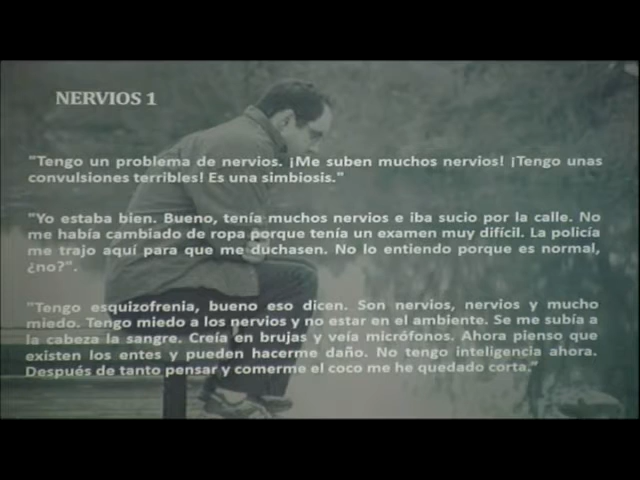 NERVIOS 1
"Tengo un problema de nervios. ¡Me suben muchos nervios! ¡Tengo unas
convulsiones terribles! Es una simbiosis."
"Yo estaba bien. Bueno, tenía muchos nervios e iba sucio por la calle. No
me había cambiado de ropa porque tenía un examen muy difícil. La policía
me trajo aquí para que me duchasen. No lo entiendo porque es normal,
¿no?".
"Tengo esquizofrenia, bueno eso dicen. Son nervios, nervios y mucho
miedo. Tengo miedo a los nervios y no estar en el ambiente. Se me subía a
la cabeza la sangre. Creía en brujas y veía micrófonos. Ahora pienso que
existen los entes y pueden hacerme daño. No tengo inteligencia ahora.
Después de tanto pensar y comerme el coco me he quedado corta."